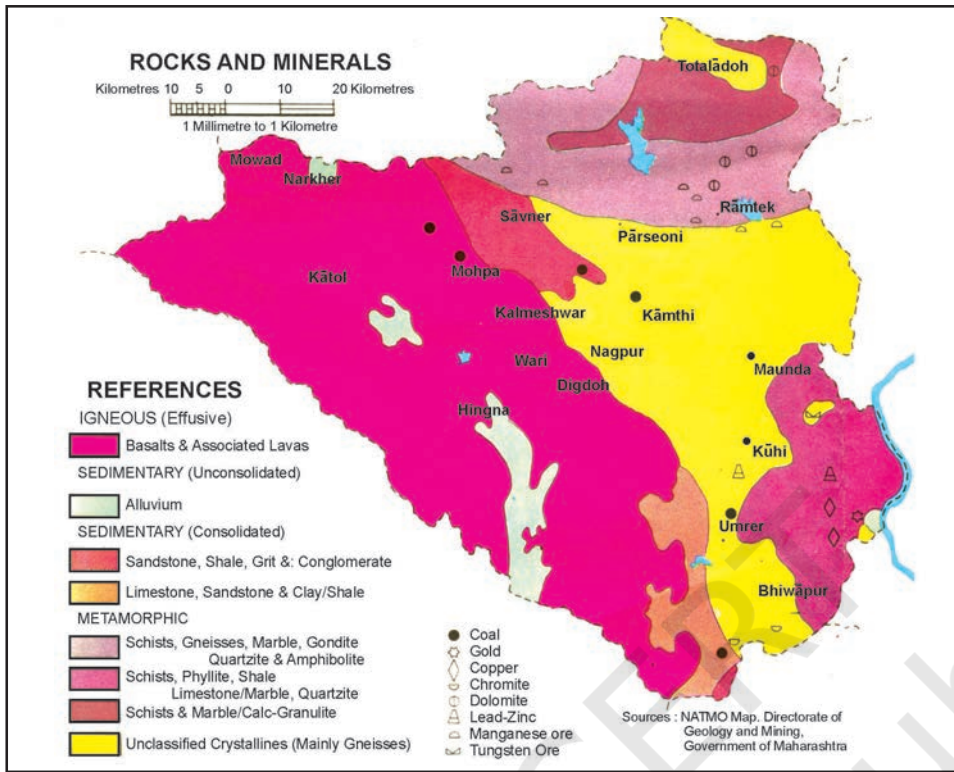 ROCKS AND MINERALS
Kilometres 10 5 0 10 20 Kilometres
1 Millimetre to 1 Kilometre
Totalādoh
Mowad
Narkher
Rāmtek
Sāvner
Pārseoni
Mohpa
Kātol
Kalmeshwar
Kāmthi
Nagpur
Wari
Maunda
Digdoh
Hingna
Kūhi
Umrer
Bhiwāpur
REFERENCES
IGNEOUS (Effusive)
Basalts & Associated Lavas
SEDIMENTARY (Unconsolidated)
Alluvium
SEDIMENTARY (Consolidated)
Sandstone, Shale, Grit &: Conglomerate
Limestone, Sandstone & Clay/Shale
METAMORPHIC
Schists, Gneisses, Marble, Gondite
Quartzite & Amphibolite
Schists, Phyllite, Shale
Limestone/Marble, Quartzite
Schists & Marble/Calc-Granulite
Unclassified Crystallines (Mainly Gneisses)
Coal
Gold
Copper
Chromite
Dolomite
Lead-Zinc
Manganese ore
Tungsten Ore
Sources : NATMO Map. Directorate of
Geology and Mining,
Government of Maharashtra